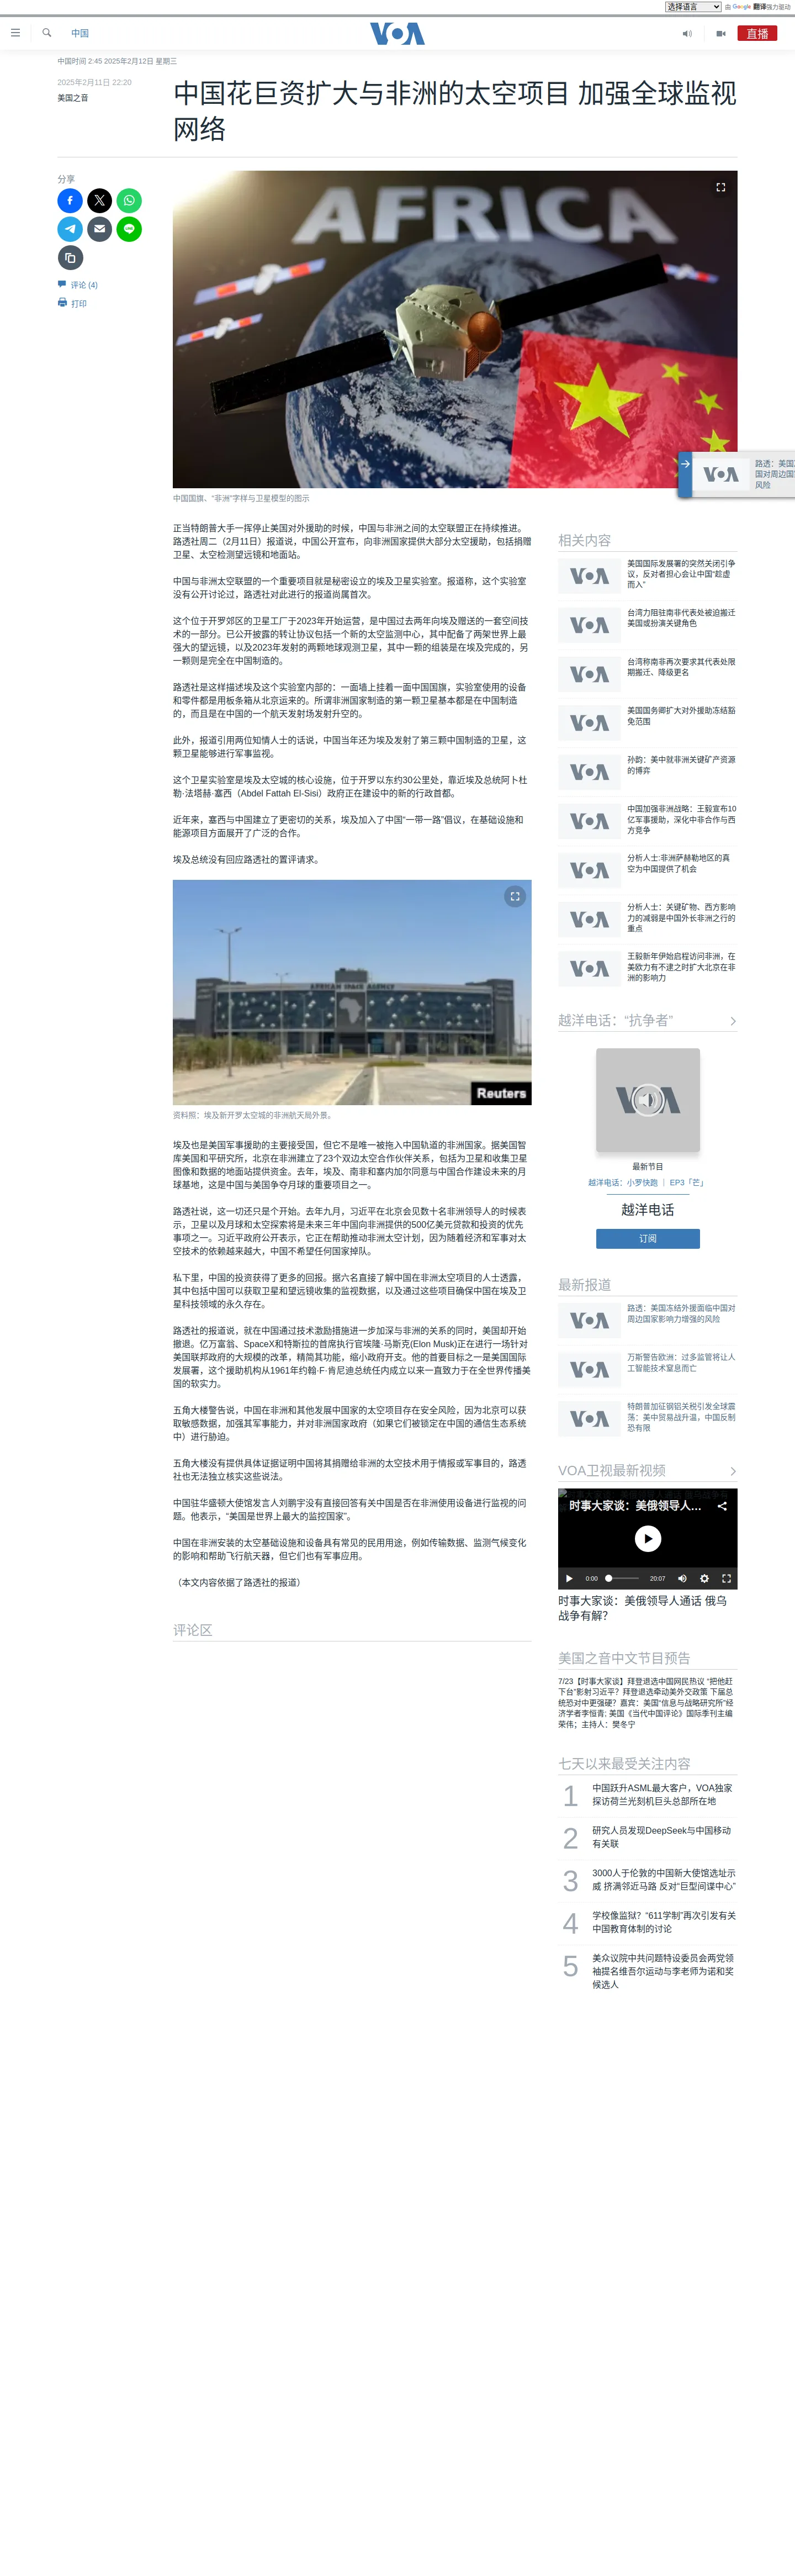 选择语言
由 Google 翻译强力驱动
中国
VOA
直播
中国时间 2:45 2025年2月12日 星期三
2025年2月11日 22:20
美国之音
中国花巨资扩大与非洲的太空项目 加强全球监视
网络
分享
评论 (4)
打印
AFRICA
中国国旗、“非洲”字样与卫星模型的图示
VOA
路透：美国
国对周边国
风险
正当特朗普大手一挥停止美国对外援助的时候，中国与非洲之间的太空联盟正在持续推进。
路透社周二（2月11日）报道说，中国公开宣布，向非洲国家提供大部分太空援助，包括捐赠
卫星、太空检测望远镜和地面站。
中国与非洲太空联盟的一个重要项目就是秘密设立的埃及卫星实验室。报道称，这个实验室
没有公开讨论过，路透社对此进行的报道尚属首次。
这个位于开罗郊区的卫星工厂于2023年开始运营，是中国过去两年向埃及赠送的一套空间技
术的一部分。已公开披露的转让协议包括一个新的太空监测中心，其中配备了两架世界上最
强大的望远镜，以及2023年发射的两颗地球观测卫星，其中一颗的组装是在埃及完成的，另
一颗则是完全在中国制造的。
路透社是这样描述埃及这个实验室内部的：一面墙上挂着一面中国国旗，实验室使用的设备
和零件都是用板条箱从北京运来的。所谓非洲国家制造的第一颗卫星基本都是在中国制造
的，而且是在中国的一个航天发射场发射升空的。
此外，报道引用两位知情人士的话说，中国当年还为埃及发射了第三颗中国制造的卫星，这
颗卫星能够进行军事监视。
这个卫星实验室是埃及太空城的核心设施，位于开罗以东约30公里处，靠近埃及总统阿卜杜
勒·法塔赫·塞西（Abdel Fattah El-Sisi）政府正在建设中的新的行政首都。
近年来，塞西与中国建立了更密切的关系，埃及加入了中国“一带一路”倡议，在基础设施和
能源项目方面展开了广泛的合作。
埃及总统没有回应路透社的置评请求。
AFRICAN SPACE AGENCY
Reuters
资料照：埃及新开罗太空城的非洲航天局外景。
埃及也是美国军事援助的主要接受国，但它不是唯一被拖入中国轨道的非洲国家。据美国智
库美国和平研究所，北京在非洲建立了23个双边太空合作伙伴关系，包括为卫星和收集卫星
图像和数据的地面站提供资金。去年，埃及、南非和塞内加尔同意与中国合作建设未来的月
球基地，这是中国与美国争夺月球的重要项目之一。
路透社说，这一切还只是个开始。去年九月，习近平在北京会见数十名非洲领导人的时候表
示，卫星以及月球和太空探索将是未来三年中国向非洲提供的500亿美元贷款和投资的优先
事项之一。习近平政府公开表示，它正在帮助推动非洲太空计划，因为随着经济和军事对太
空技术的依赖越来越大，中国不希望任何国家掉队。
私下里，中国的投资获得了更多的回报。据六名直接了解中国在非洲太空项目的人士透露，
其中包括中国可以获取卫星和望远镜收集的监视数据，以及通过这些项目确保中国在埃及卫
星科技领域的永久存在。
路透社的报道说，就在中国通过技术激励措施进一步加深与非洲的关系的同时，美国却开始
撤退。亿万富翁、SpaceX和特斯拉的首席执行官埃隆·马斯克(Elon Musk)正在进行一场针对
美国联邦政府的大规模的改革，精简其功能，缩小政府开支。他的首要目标之一是美国国际
发展署，这个援助机构从1961年约翰·F·肯尼迪总统任内成立以来一直致力于在全世界传播美
国的软实力。
五角大楼警告说，中国在非洲和其他发展中国家的太空项目存在安全风险，因为北京可以获
取敏感数据，加强其军事能力，并对非洲国家政府（如果它们被锁定在中国的通信生态系统
中）进行胁迫。
五角大楼没有提供具体证据证明中国将其捐赠给非洲的太空技术用于情报或军事目的，路透
社也无法独立核实这些说法。
中国驻华盛顿大使馆发言人刘鹏宇没有直接回答有关中国是否在非洲使用设备进行监视的问
题。他表示，“美国是世界上最大的监控国家”。
中国在非洲安装的太空基础设施和设备具有常见的民用用途，例如传输数据、监测气候变化
的影响和帮助飞行航天器，但它们也有军事应用。
（本文内容依据了路透社的报道）
评论区
相关内容
VOA
美国国际发展署的突然关闭引争
议，反对者担心会让中国“趁虚
而入”
VOA
台湾力阻驻南非代表处被迫搬迁
美国或扮演关键角色
VOA
台湾称南非再次要求其代表处限
期搬迁、降级更名
VOA
美国国务卿扩大对外援助冻结豁
免范围
VOA
孙韵：美中就非洲关键矿产资源
的博弈
VOA
中国加强非洲战略：王毅宣布10
亿军事援助，深化中非合作与西
方竞争
VOA
分析人士:非洲萨赫勒地区的真
空为中国提供了机会
VOA
分析人士：关键矿物、西方影响
力的减弱是中国外长非洲之行的
重点
VOA
王毅新年伊始启程访问非洲，在
美欧力有不逮之时扩大北京在非
洲的影响力
越洋电话：“抗争者”
VOA
最新节目
越洋电话：小罗快跑 ｜ EP3「芒」
越洋电话
订阅
最新报道
VOA
路透：美国冻结外援面临中国对
周边国家影响力增强的风险
VOA
万斯警告欧洲：过多监管将让人
工智能技术窒息而亡
VOA
特朗普加征钢铝关税引发全球震
荡：美中贸易战升温，中国反制
恐有限
VOA卫视最新视频
时事大家谈：美俄领导人...
0:00
20:07
时事大家谈：美俄领导人通话 俄乌
战争有解？
美国之音中文节目预告
7/23【时事大家谈】拜登退选中国网民热议 “把他赶
下台”影射习近平？拜登退选牵动美外交政策 下届总
统恐对中更强硬？嘉宾：美国“信息与战略研究所”经
济学者李恒青; 美国《当代中国评论》国际季刊主编
荣伟；主持人：樊冬宁
七天以来最受关注内容
1
中国跃升ASML最大客户，VOA独家
探访荷兰光刻机巨头总部所在地
2
研究人员发现DeepSeek与中国移动
有关联
3
3000人于伦敦的中国新大使馆选址示
威 挤满邻近马路 反对“巨型间谍中心”
4
学校像监狱？“611学制”再次引发有关
中国教育体制的讨论
5
美众议院中共问题特设委员会两党领
袖提名维吾尔运动与李老师为诺和奖
候选人